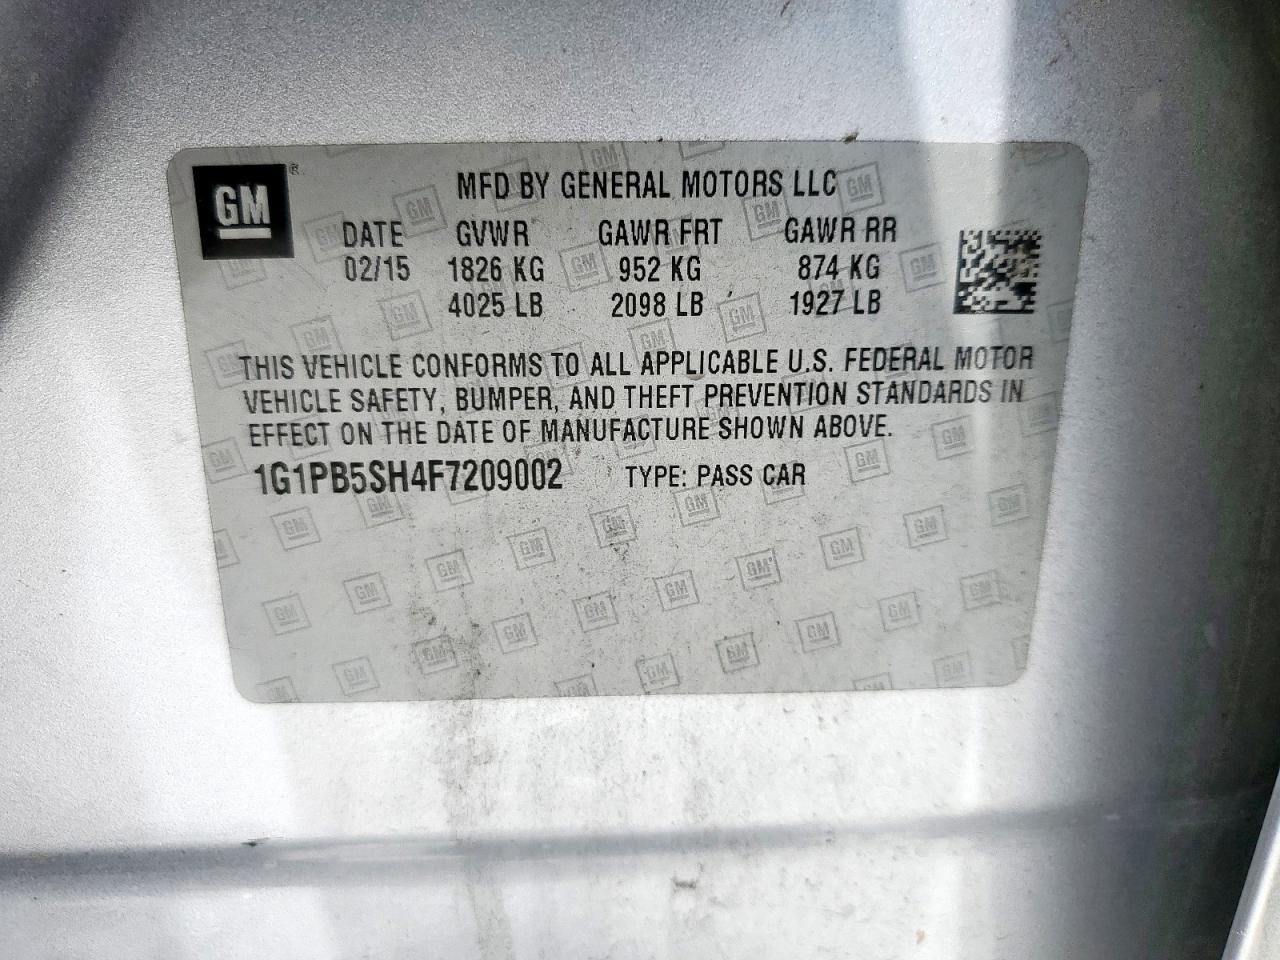 GM ® MFD BY GENERAL MOTORS LLC
DATE GVWR GAWR FRT GAWR RR
02/15 1826 KG 952 KG 874 KG
4025 LB 2098 LB 1927 LB
THIS VEHICLE CONFORMS TO ALL APPLICABLE U.S. FEDERAL MOTOR
VEHICLE SAFETY, BUMPER, AND THEFT PREVENTION STANDARDS IN
EFFECT ON THE DATE OF MANUFACTURE SHOWN ABOVE.
1G1PB5SH4F7209002 TYPE: PASS CAR